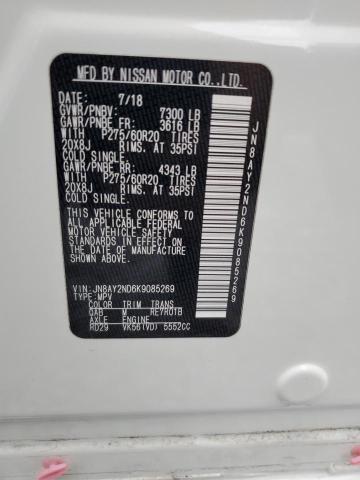 MFD BY NISSAN MOTOR CO.,LTD.
DATE: 7/18
GVWR/PNBV: 7300 LB
GAWR/PNBE FR: 3616 LB
WITH P275/60R20 TIRES
20X8J RIMS. AT 35PSI
COLD SINGLE.
GAWR/PNBE RR: 4343 LB
WITH P275/60R20 TIRES
20X8J RIMS. AT 35PSI
COLD SINGLE.
THIS VEHICLE CONFORMS TO
ALL APPLICABLE FEDERAL
MOTOR VEHICLE SAFETY
STANDARDS IN EFFECT ON
THE DATE OF MANUFACTURE
SHOWN ABOVE.
VIN: JN8AY2ND6K9085269
TYPE: MPV
COLOR TRIM TRANS
QAB M RE7R01B
AXLE ENGINE
RD29 VK56(VD) 5552CC
JN8AY2ND6K9085269